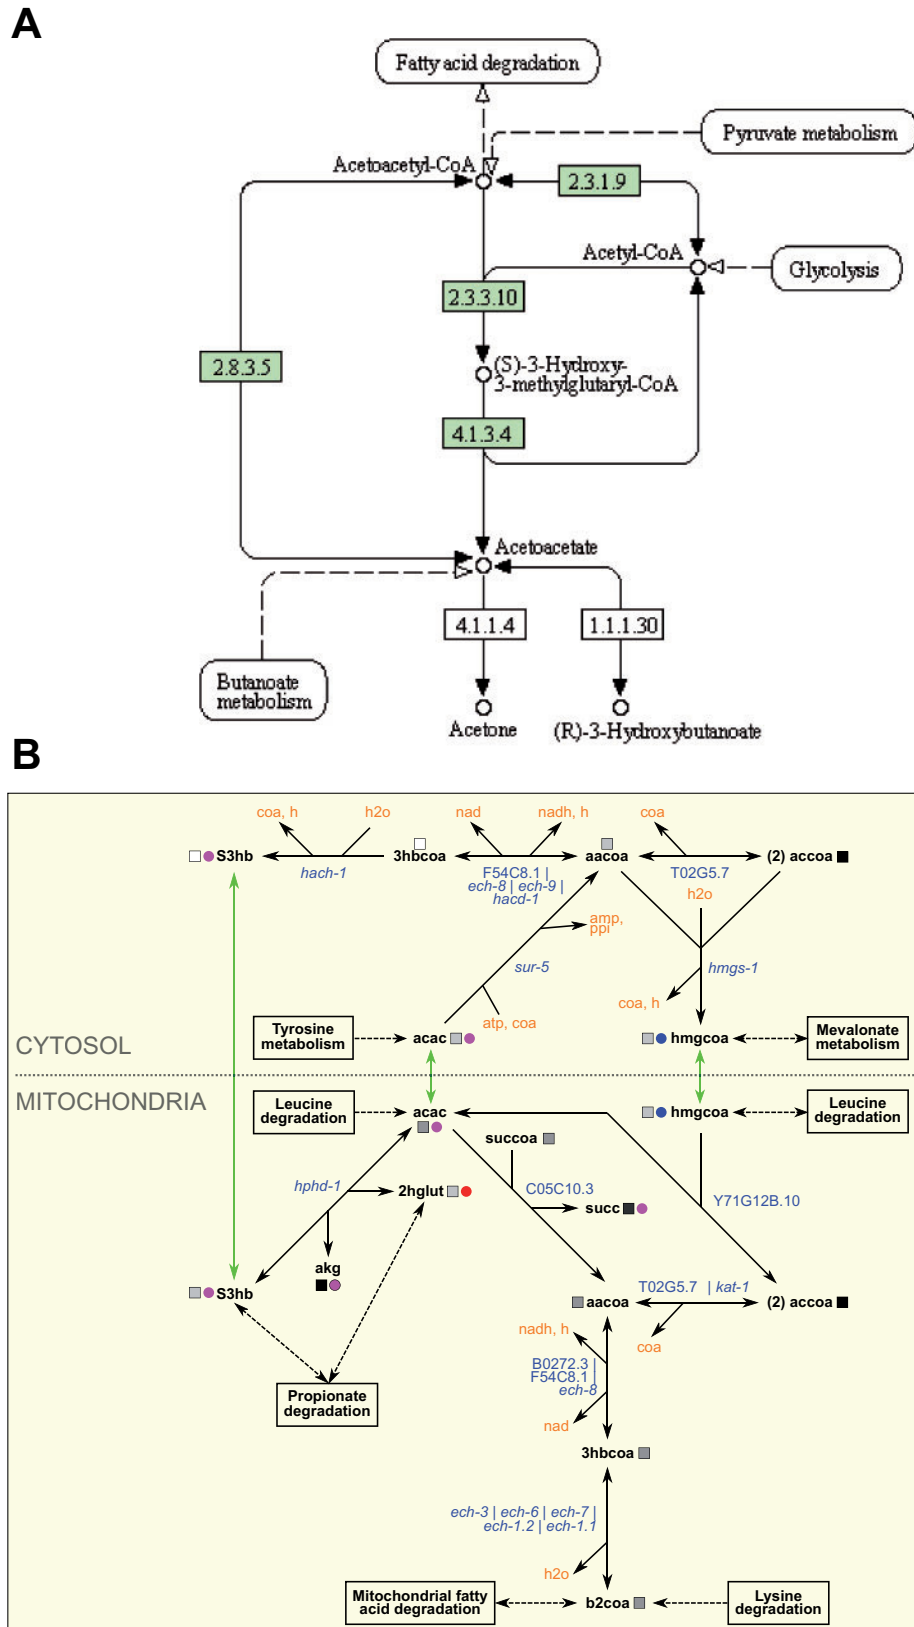 A
Fatty acid degradation
Pyruvate metabolism
Acetoacetyl-CoA
2.3.1.9
Acetyl-CoA
Glycolysis
2.3.3.10
2.8.3.5
(S)-3-Hydroxy-
3-methylglutaryl-CoA
4.1.3.4
Acetoacetate
4.1.1.4
1.1.1.30
Butanoate
metabolism
Acetone
(R)-3-Hydroxybutanoate
B
coa, h
h2o
nad
nadh, h
coa
S3hb
3hbcoa
aacoa
(2) accoa
hach-1
F54C8.1 |
ech-8 | ech-9 |
hacd-1
T02G5.7
h2o
amp,
ppi
sur-5
hmgs-1
coa, h
atp, coa
CYTOSOL
Tyrosine
metabolism
acac
hmgcoa
Mevalonate
metabolism
MITOCHONDRIA
Leucine
degradation
acac
hmgcoa
Leucine
degradation
succoa
hphd-1
2hglut
C05C10.3
succ
Y71G12B.10
akg
S3hb
aacoa
T02G5.7 | kat-1
(2) accoa
nadh, h
coa
B0272.3 |
F54C8.1 |
ech-8
Propionate
degradation
nad
3hbcoa
ech-3 | ech-6 | ech-7 |
ech-1.2 | ech-1.1
h2o
Mitochondrial fatty
acid degradation
b2coa
Lysine
degradation